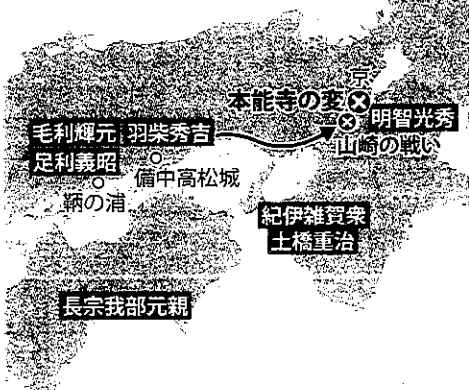 京
本能寺の変
明智光秀
山崎の戦い
毛利輝元
羽柴秀吉
足利義昭
備中高松城
鞆の浦
紀伊雑賀衆
土橋重治
長宗我部元親